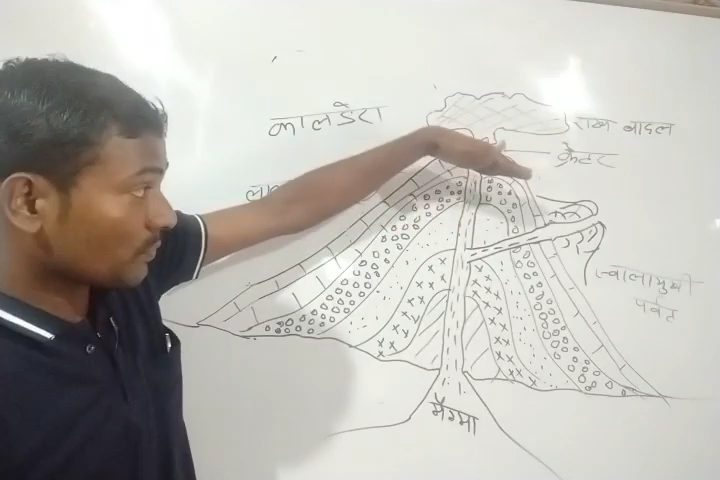 कालडेरा
राख बादल
क्रेटर
ज्वालामुखी
पर्वत
मैग्मा